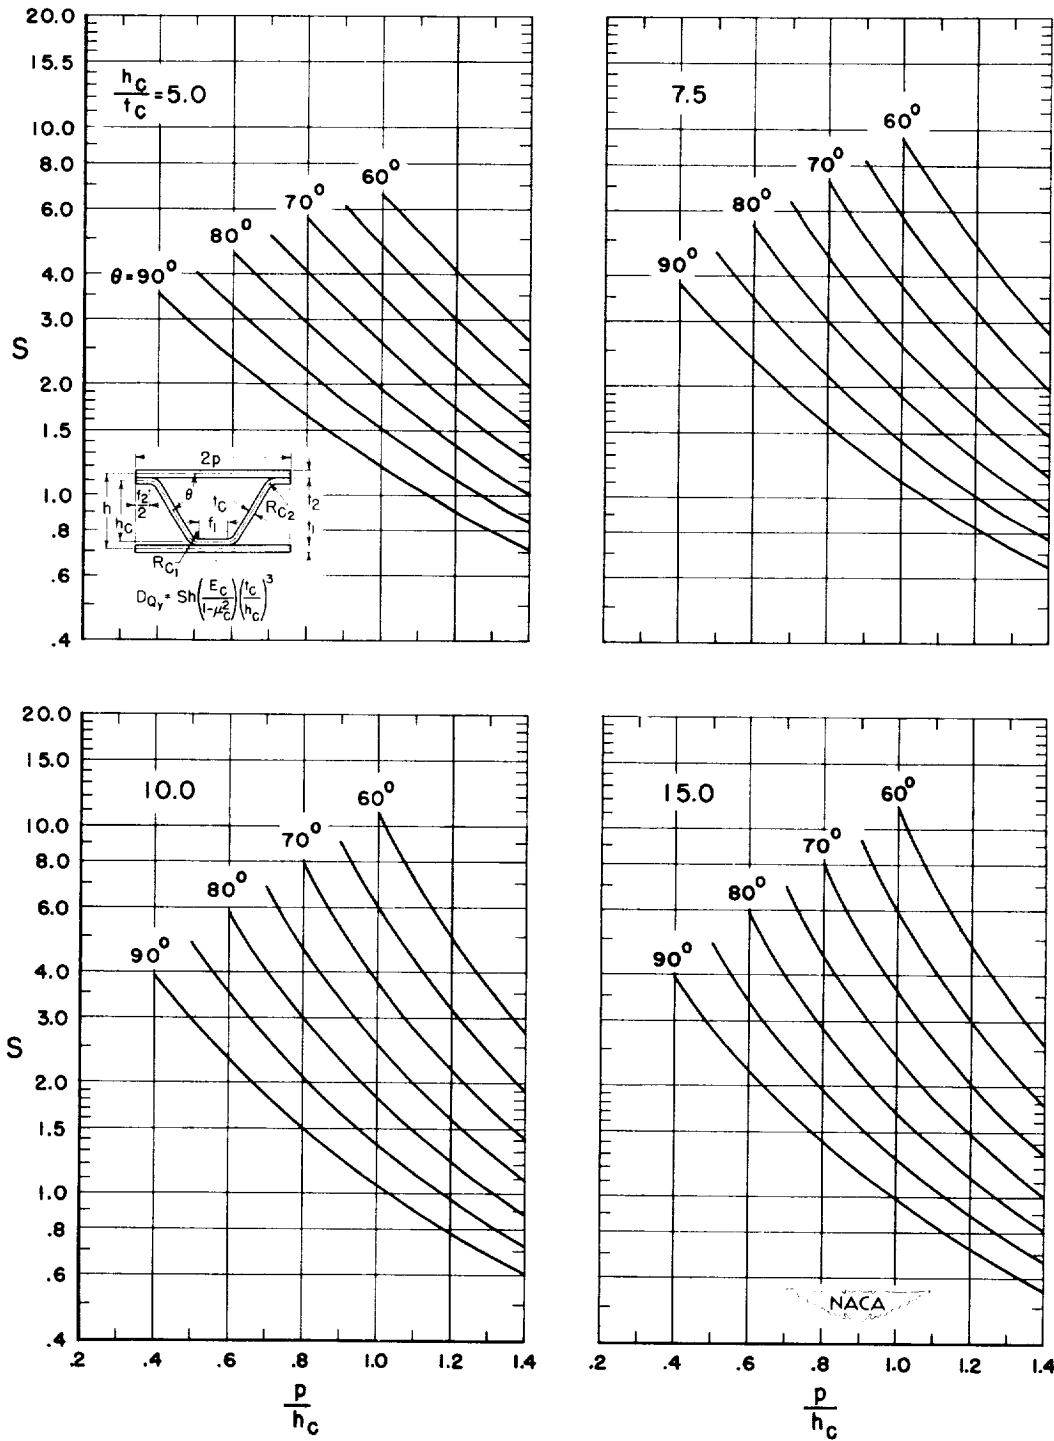 20.0
15.5
10.0
8.0
6.0
4.0
3.0
2.0
1.5
1.0
.8
.6
.4
S
h_C/t_C = 5.0
60°
70°
80°
θ = 90°
2p
h
h_C
f_2/2
θ
t_C
f_1
R_C2
t_2
t_1
R_C1
D_Qy = Sh(E_C/1-μ_C^2)(t_C/h_C)^3
7.5
60°
70°
80°
90°
20.0
15.0
10.0
8.0
6.0
4.0
3.0
2.0
1.5
1.0
.8
.6
.4
S
10.0
60°
70°
80°
90°
.2 .4 .6 .8 1.0 1.2 1.4
p/h_C
15.0
60°
70°
80°
90°
NACA
.2 .4 .6 .8 1.0 1.2 1.4
p/h_C